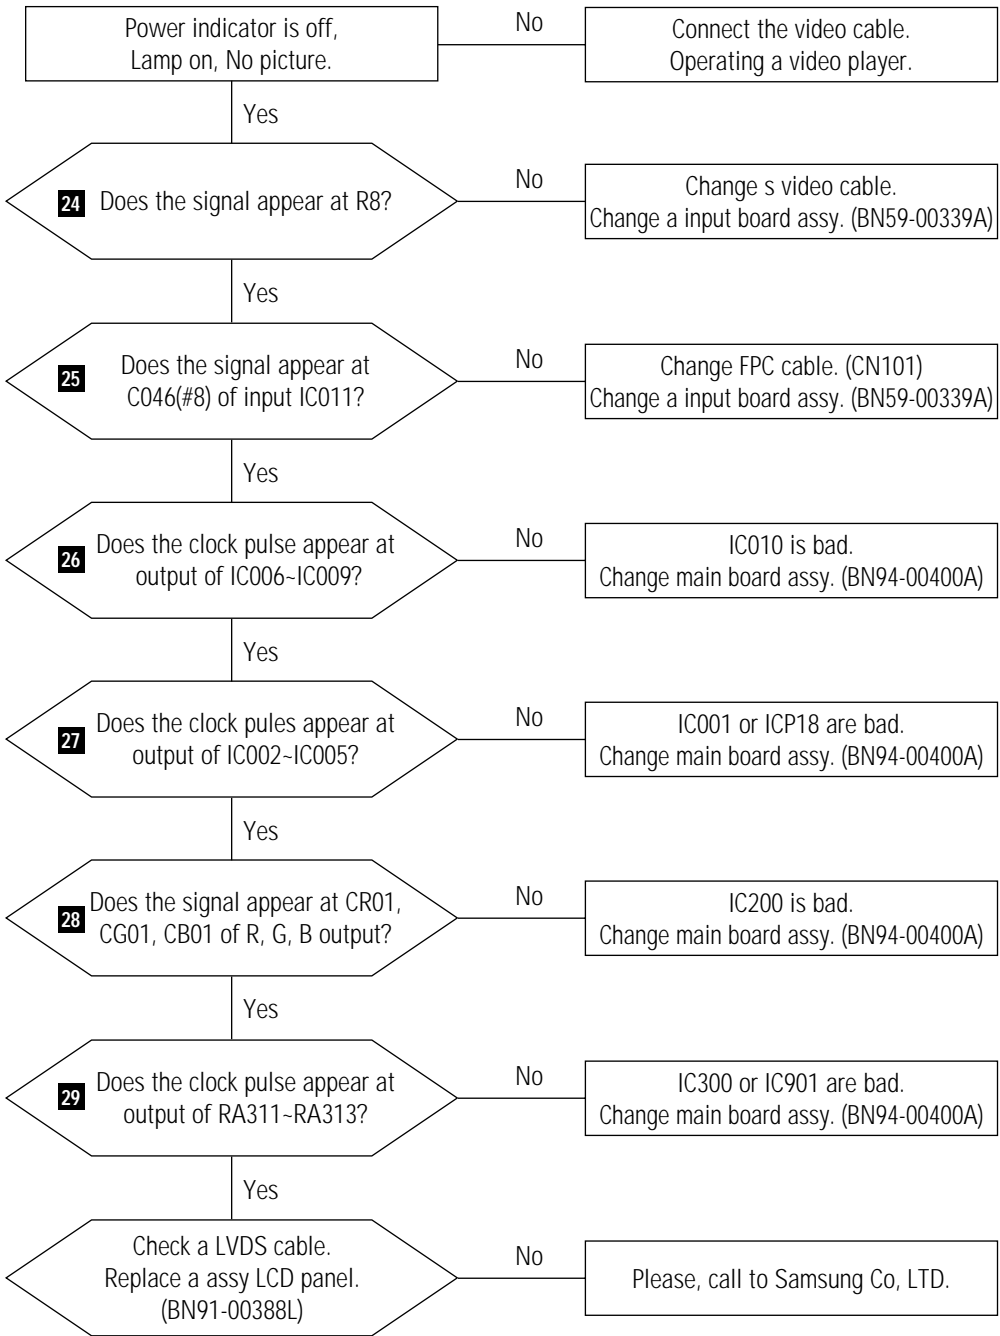 Power indicator is off,
Lamp on, No picture.
No
Connect the video cable.
Operating a video player.
Yes
24 Does the signal appear at R8?
No
Change s video cable.
Change a input board assy. (BN59-00339A)
Yes
25
Does the signal appear at
C046(#8) of input IC011?
No
Change FPC cable. (CN101)
Change a input board assy. (BN59-00339A)
Yes
26
Does the clock pulse appear at
output of IC006~IC009?
No
IC010 is bad.
Change main board assy. (BN94-00400A)
Yes
27
Does the clock pules appear at
output of IC002~IC005?
No
IC001 or ICP18 are bad.
Change main board assy. (BN94-00400A)
Yes
28
Does the signal appear at CR01,
CG01, CB01 of R, G, B output?
No
IC200 is bad.
Change main board assy. (BN94-00400A)
Yes
29
Does the clock pulse appear at
output of RA311~RA313?
No
IC300 or IC901 are bad.
Change main board assy. (BN94-00400A)
Yes
Check a LVDS cable.
Replace a assy LCD panel.
(BN91-00388L)
No
Please, call to Samsung Co, LTD.